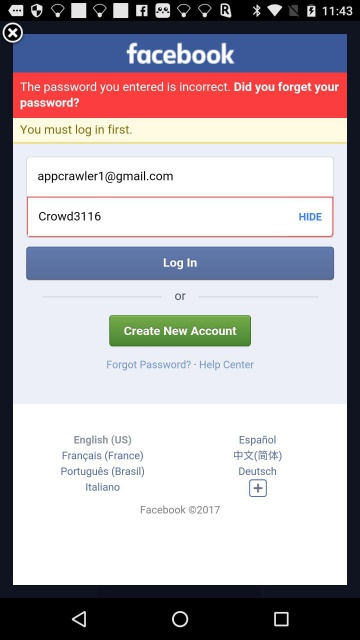 11:43
facebook
The password you entered is incorrect. Did you forget your
password?
You must log in first.
appcrawler1@gmail.com
Crowd3116 HIDE
Log In
or
Create New Account
Forgot Password? · Help Center
English (US) Español
Français (France) 中文(简体)
Português (Brasil) Deutsch
Italiano
Facebook ©2017